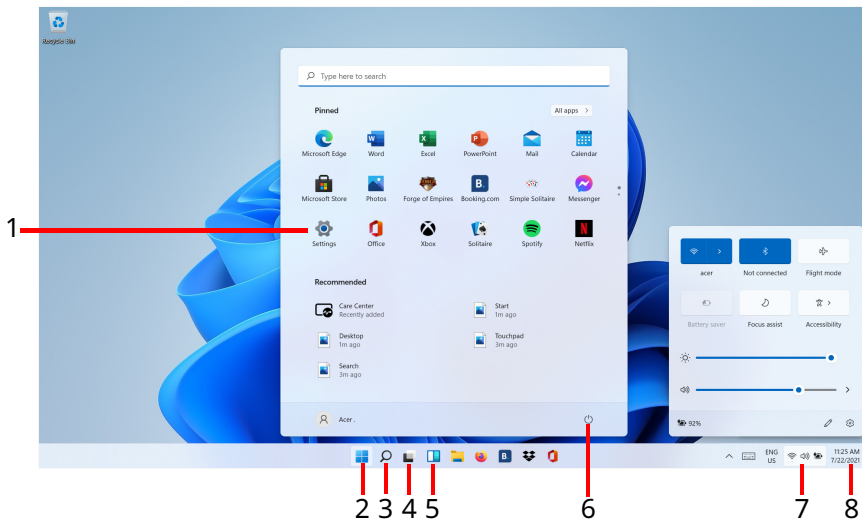 Recycle Bin
Type here to search
Pinned
All apps >
Microsoft Edge Word Excel PowerPoint Mail Calendar
Microsoft Store Photos Forge of Empires Booking.com Simple Solitaire Messenger
1
Settings Office Xbox Solitaire Spotify Netflix
Recommended
Care Center
Recently added
Start
1m ago
Desktop
1m ago
Touchpad
3m ago
Search
3m ago
Acer.
acer Not connected Flight mode
Battery saver Focus assist Accessibility
92%
ENG
US
11:25 AM
7/22/2021
2 3 4 5 6 7 8